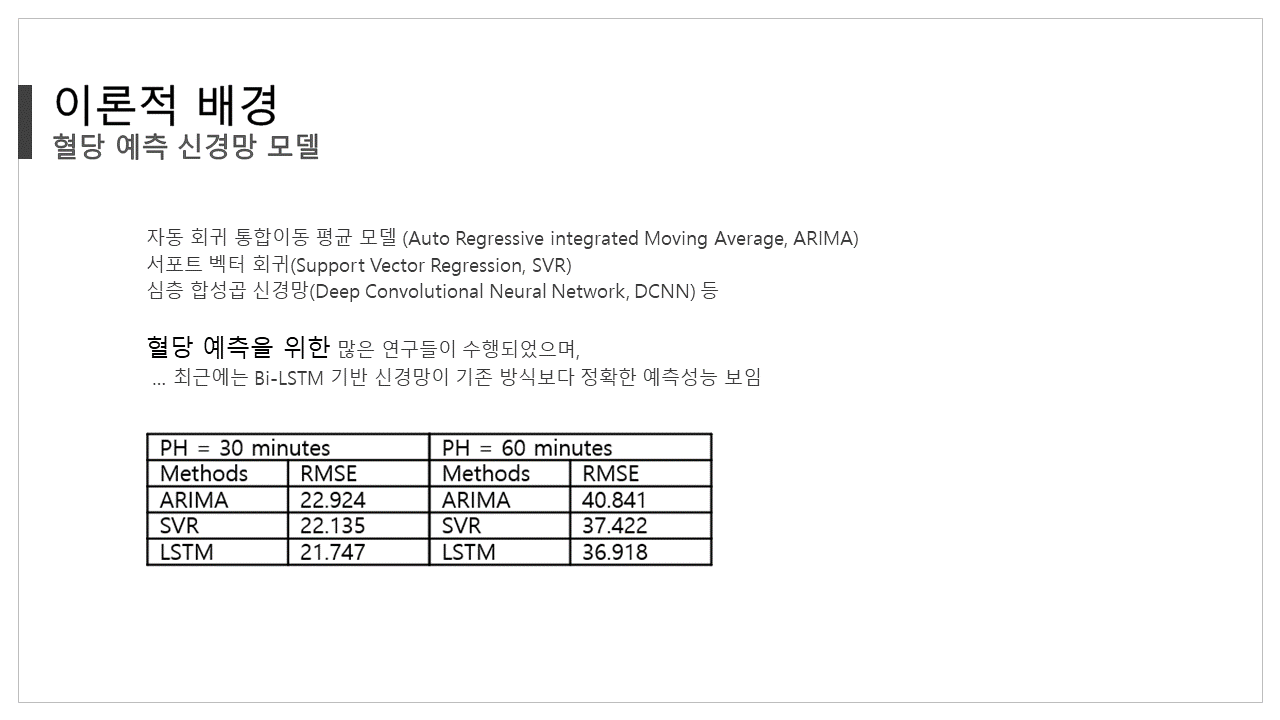 이론적 배경
혈당 예측 신경망 모델
자동 회귀 통합이동 평균 모델 (Auto Regressive integrated Moving Average, ARIMA)
서포트 벡터 회귀(Support Vector Regression, SVR)
심층 합성곱 신경망(Deep Convolutional Neural Network, DCNN) 등
혈당 예측을 위한 많은 연구들이 수행되었으며,
... 최근에는 Bi-LSTM 기반 신경망이 기존 방식보다 정확한 예측성능 보임
PH = 30 minutes PH = 60 minutes
Methods RMSE Methods RMSE
ARIMA 22.924 ARIMA 40.841
SVR 22.135 SVR 37.422
LSTM 21.747 LSTM 36.918